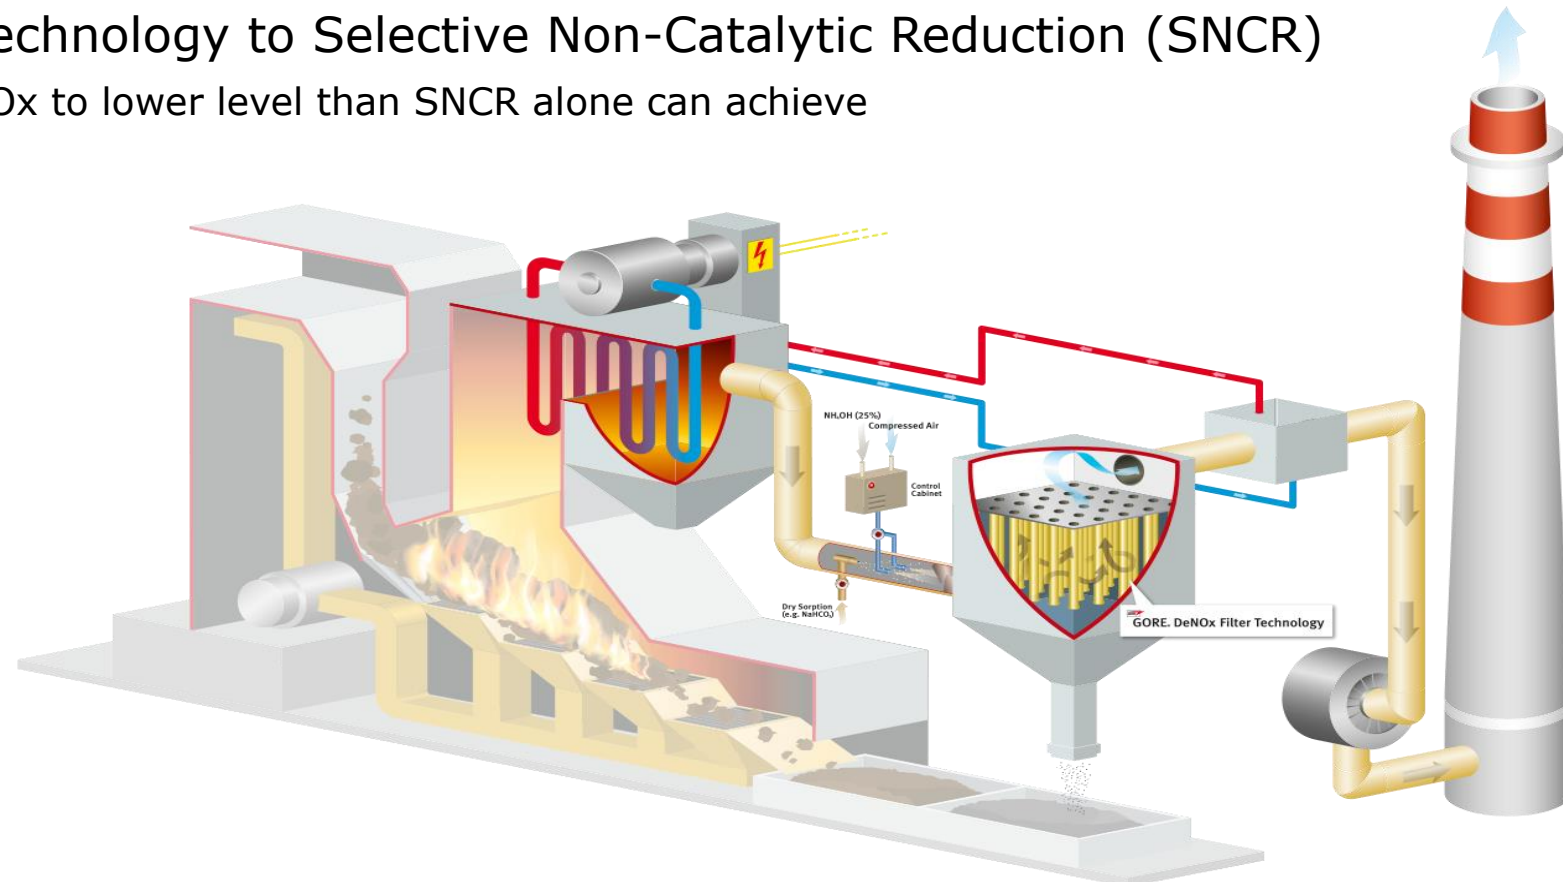 echnology to Selective Non-Catalytic Reduction (SNCR)
Ox to lower level than SNCR alone can achieve
NH₄OH (25%)
Compressed Air
Control
Cabinet
Dry Sorption
(e.g. NaHCO₃)
GORE. DeNOx Filter Technology